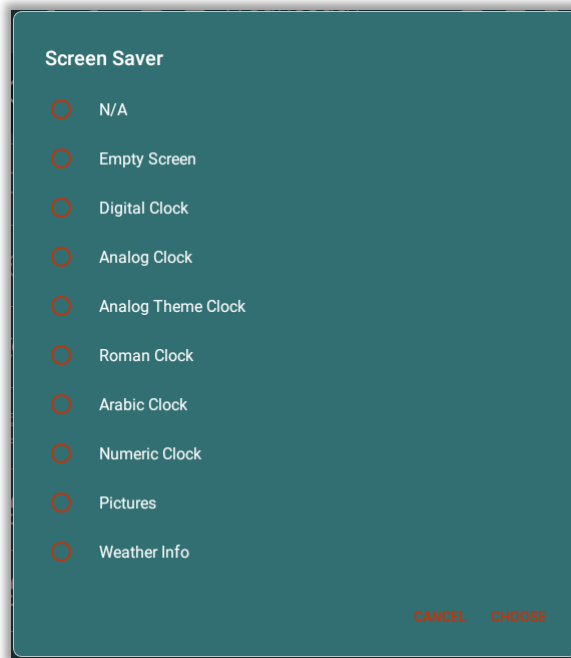 Screen Saver
N/A
Empty Screen
Digital Clock
Analog Clock
Analog Theme Clock
Roman Clock
Arabic Clock
Numeric Clock
Pictures
Weather Info
CANCEL CHOOSE